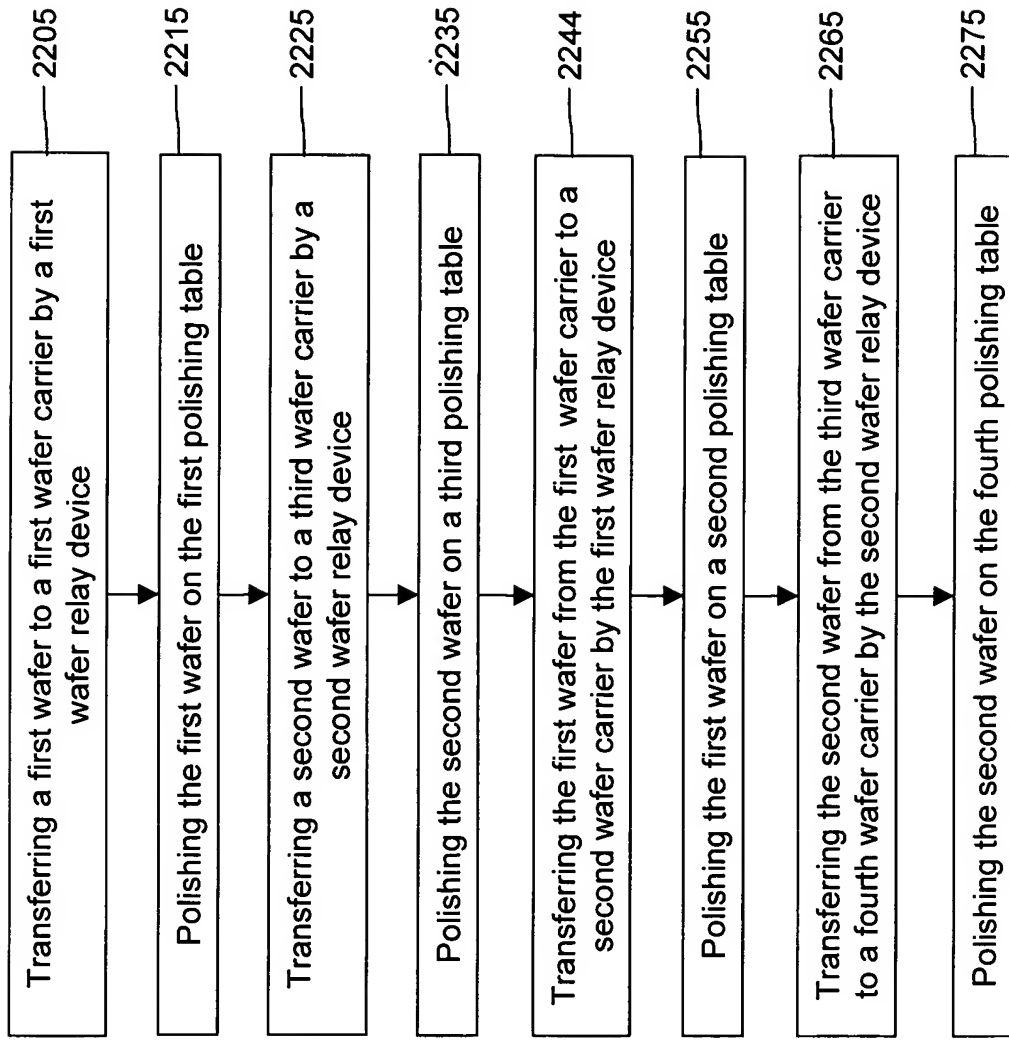 Transferring a first wafer to a first wafer carrier by a first
wafer relay device
2205
Polishing the first wafer on the first polishing table
2215
Transferring a second wafer to a third wafer carrier by a
second wafer relay device
2225
Polishing the second wafer on a third polishing table
2235
Transferring the first wafer from the first wafer carrier to a
second wafer carrier by the first wafer relay device
2244
Polishing the first wafer on a second polishing table
2255
Transferring the second wafer from the third wafer carrier
to a fourth wafer carrier by the second wafer relay device
2265
Polishing the second wafer on the fourth polishing table
2275